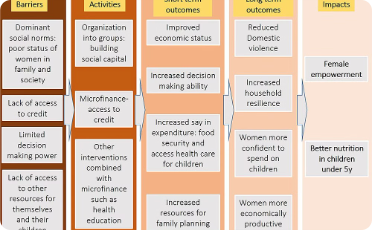 Barriers
Dominant
social norms:
poor status of
women in
family and
society
Lack of access
to credit
Limited
decision
making power
Lack of access
to other
resources for
themselves
and their
Activities
Organization
into groups:
building
social capital
Microfinance-
access to
credit
Other
interventions
combined
with
microfinance
such as
health
education
outcomes
Improved
economic status
Increased decision
making ability
Increased say in
expenditure: food
security and
access health care
for children
Increased
resources for
family planning
outcomes
Reduced
Domestic
violence
Increased
household
resilience
Women more
confident to
spend on
children
Women more
economically
productive
Impacts
Female
empowerment
Better nutrition
in children
under 5y